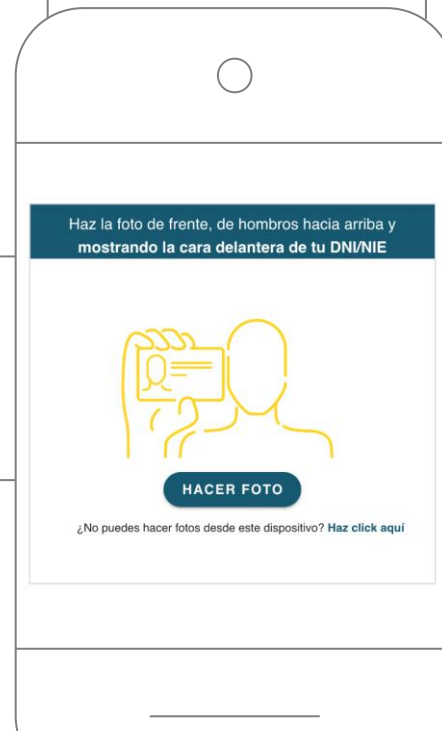 Haz la foto de frente, de hombros hacia arriba y
mostrando la cara delantera de tu DNI/NIE
HACER FOTO
¿No puedes hacer fotos desde este dispositivo? Haz click aquí